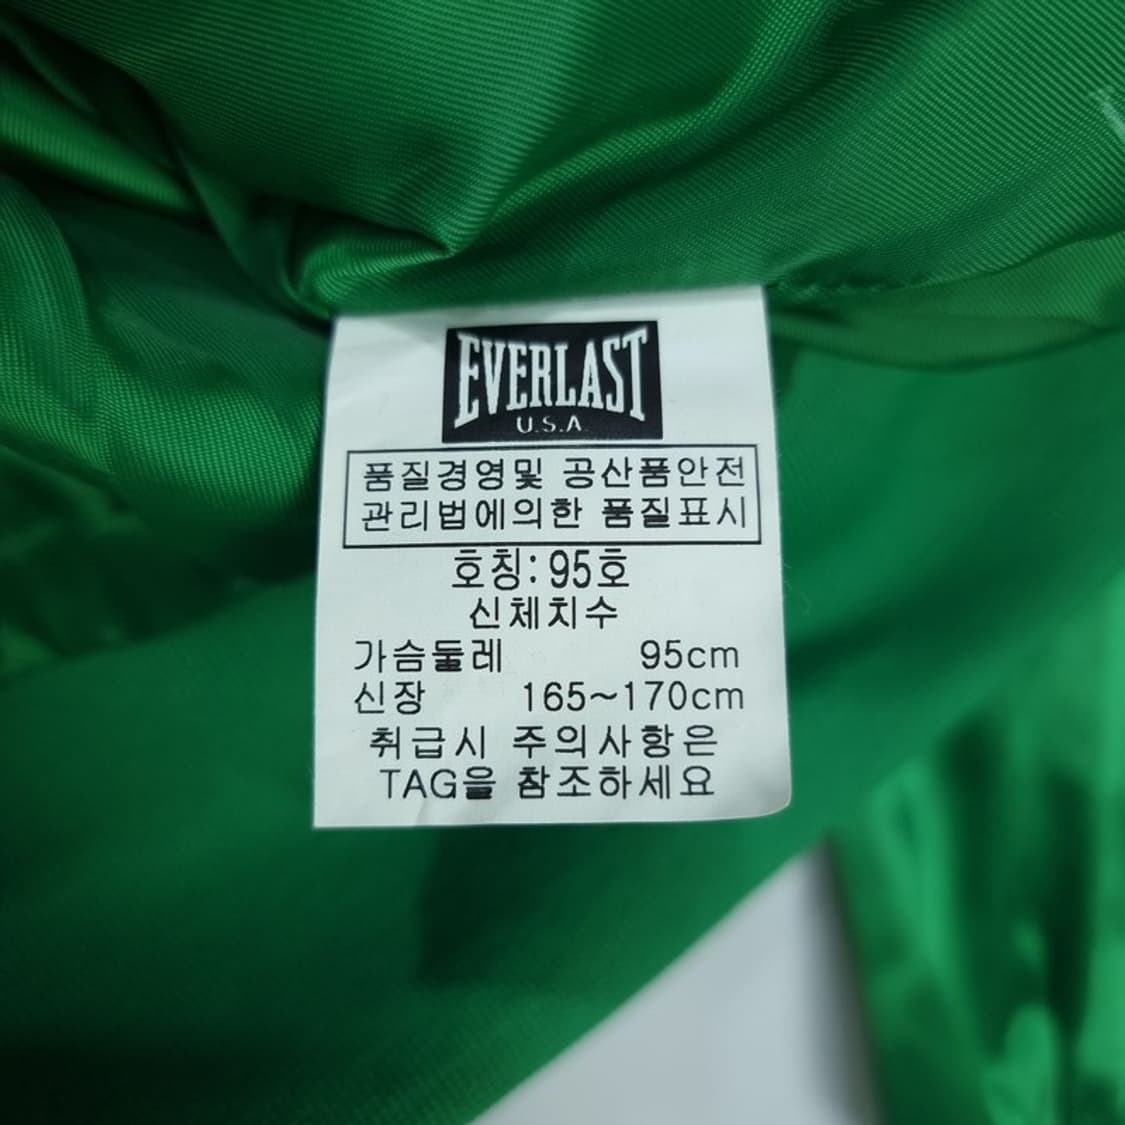 EVERLAST
U.S.A
품질경영및 공산품안전
관리법에의한 품질표시
호칭:95호
신체치수
가슴둘레 95cm
신장 165~170cm
취급시 주의사항은
TAG을 참조하세요